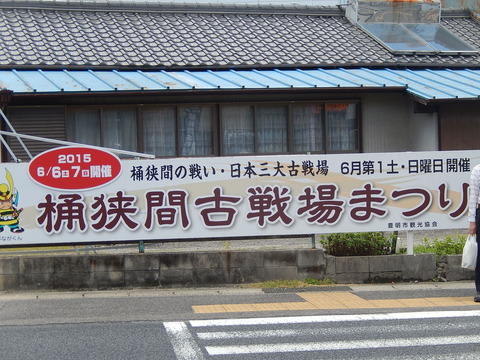 2015
6/6土7日開催
桶狭間の戦い・日本三大古戦場 6月第1土・日曜日開催
桶狭間古戦場まつり
豊明市観光協会